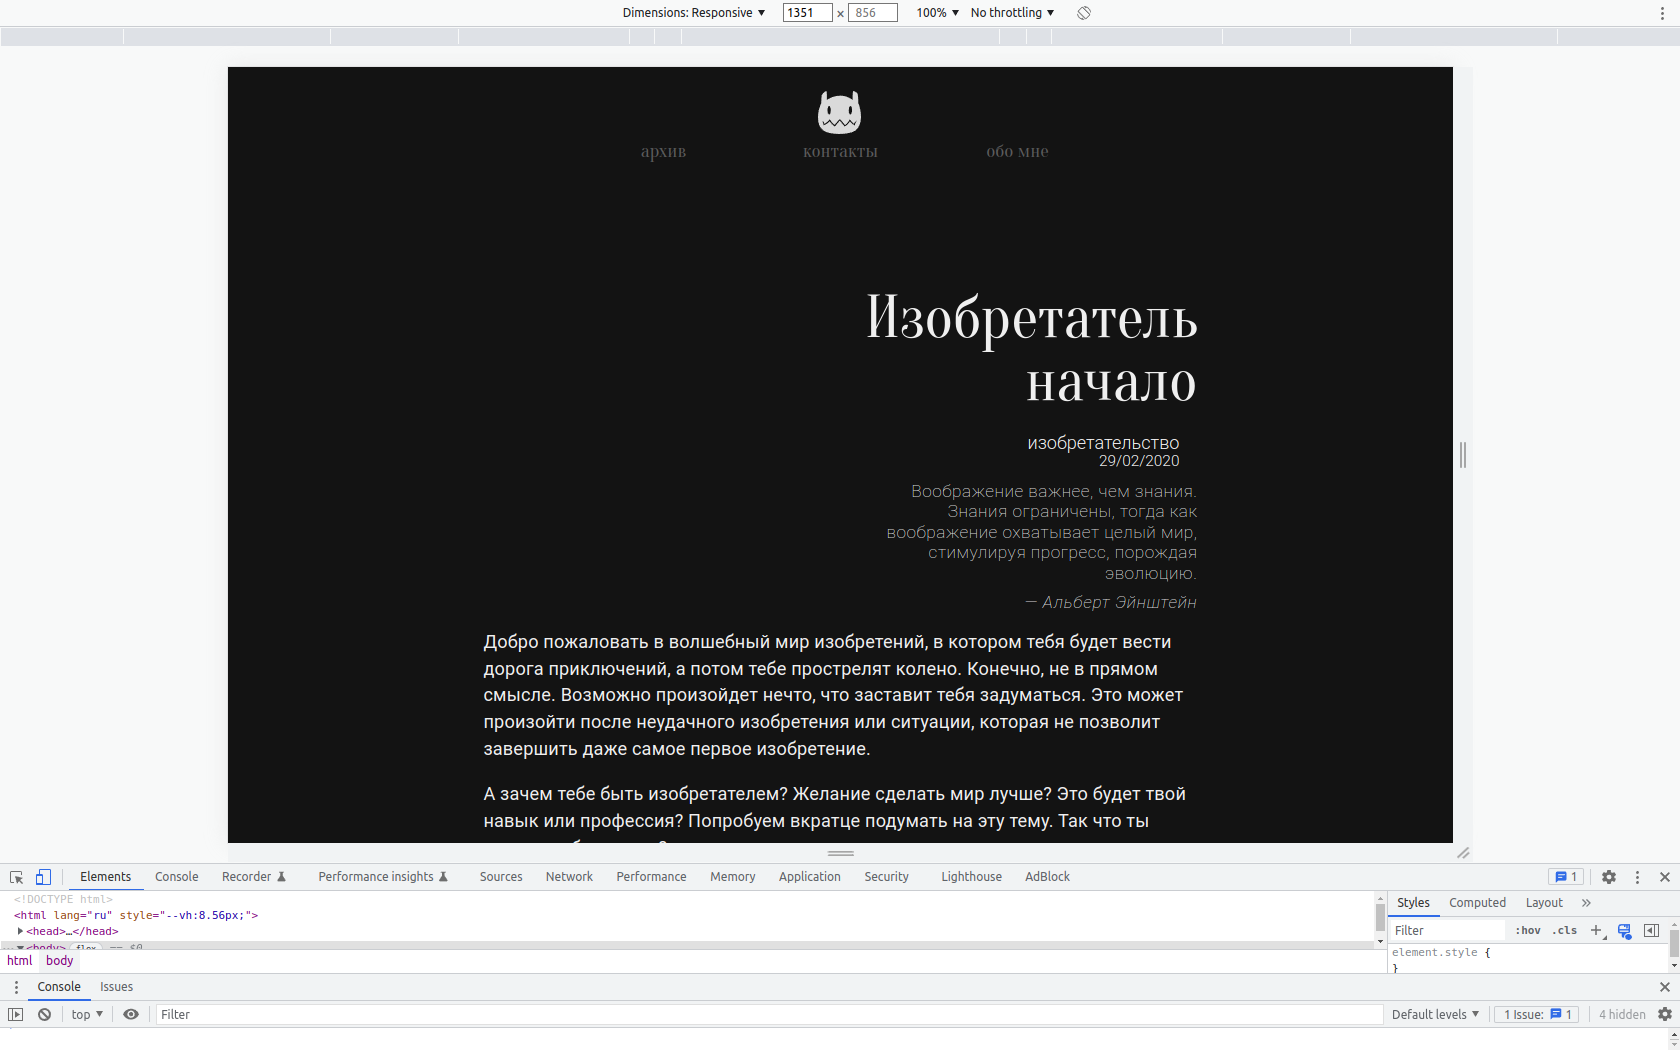 Dimensions: Responsive ▼ 1351 × 856 100% ▼ No throttling ▼
архив контакты обо мне
Изобретатель
начало
изобретательство
29/02/2020
Воображение важнее, чем знания.
Знания ограничены, тогда как
воображение охватывает целый мир,
стимулируя прогресс, порождая
эволюцию.
— Альберт Эйнштейн
Добро пожаловать в волшебный мир изобретений, в котором тебя будет вести
дорога приключений, а потом тебе прострелят колено. Конечно, не в прямом
смысле. Возможно произойдет нечто, что заставит тебя задуматься. Это может
произойти после неудачного изобретения или ситуации, которая не позволит
завершить даже самое первое изобретение.
А зачем тебе быть изобретателем? Желание сделать мир лучше? Это будет твой
навык или профессия? Попробуем вкратце подумать на эту тему. Так что ты
Elements Console Recorder Performance insights Sources Network Performance Memory Application Security Lighthouse AdBlock 1
<!DOCTYPE html>
<html lang="ru" style="--vh:8.56px;">
<head>…</head>
<body> flex == $0
html body
Styles Computed Layout »
Filter :hov .cls
element.style {
}
Console Issues
top ▼ Filter Default levels ▼ 1 Issue: 1 4 hidden